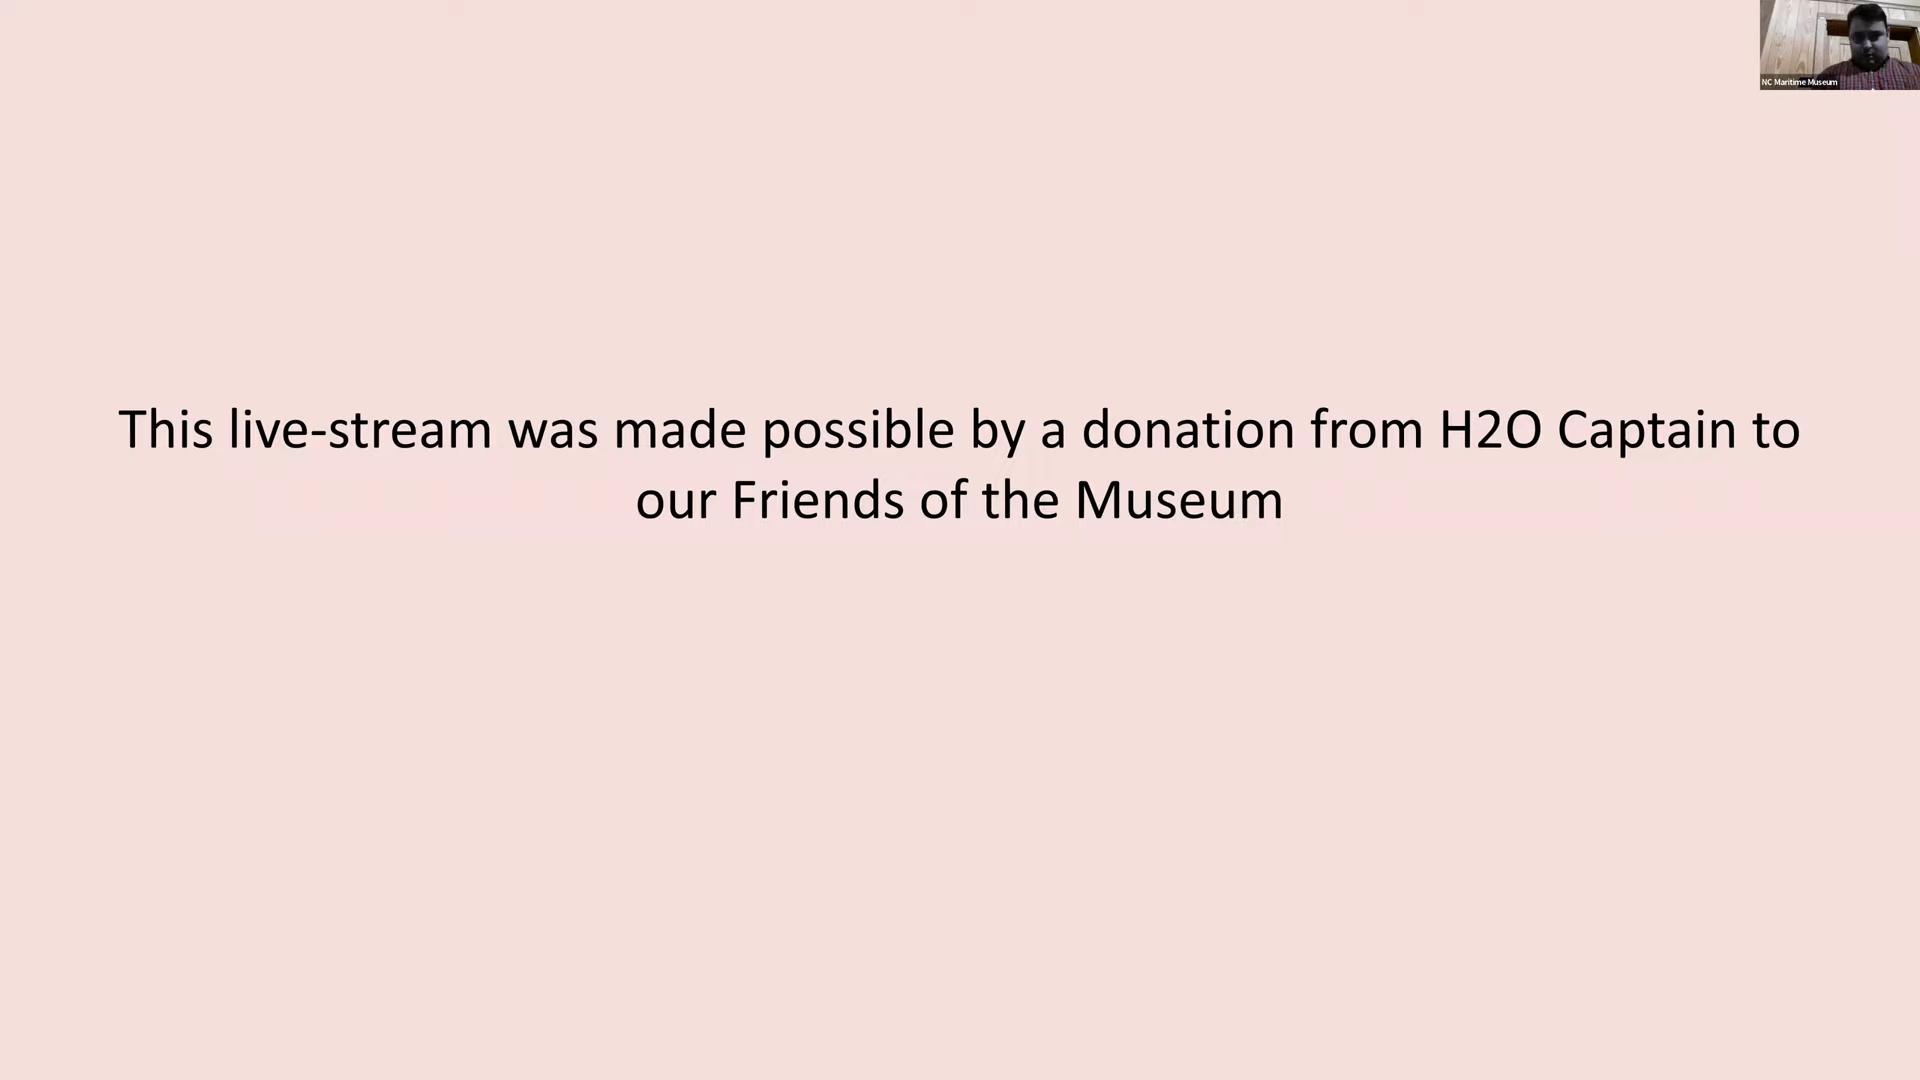 NC Maritime Museum
This live-stream was made possible by a donation from H2O Captain to
our Friends of the Museum